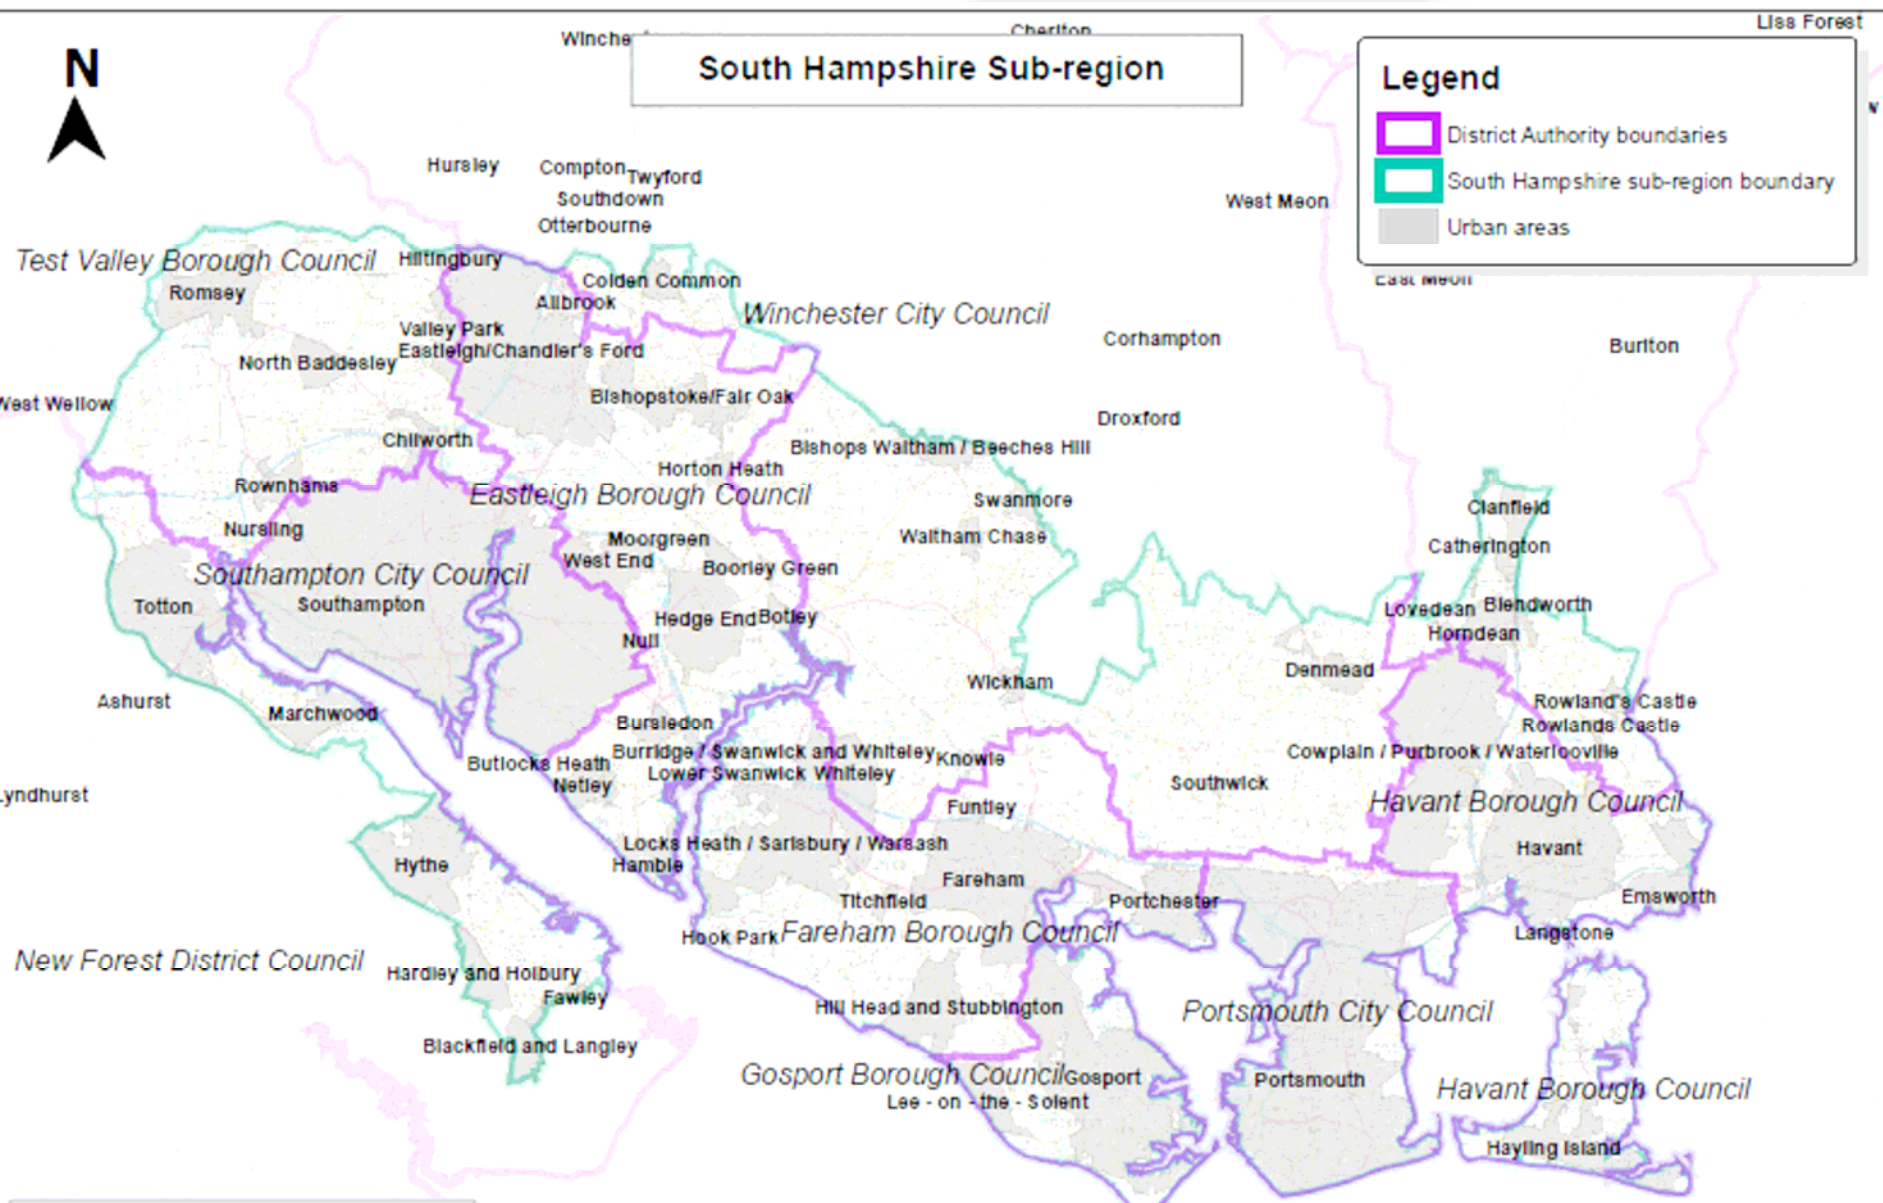 Liss Forest
Cheriton
South Hampshire Sub-region
N
Legend
District Authority boundaries
South Hampshire sub-region boundary
Urban areas
Hursley
Compton
Twyford
Southdown
Otterbourne
West Meon
East Meon
Test Valley Borough Council
Hiltingbury
Romsey
Colden Common
Allbrook
Winchester City Council
Valley Park
Eastleigh/Chandler's Ford
North Baddesley
Corhampton
Buriton
West Wellow
Bishopstoke/Fair Oak
Droxford
Chilworth
Bishops Waltham / Beeches Hill
Horton Heath
Rownhams
Eastleigh Borough Council
Swanmore
Clanfield
Nursling
Moorgreen
Waltham Chase
Catherington
West End
Boorley Green
Southampton City Council
Southampton
Totton
Hedge End
Botley
Lovedean
Blendworth
Horndean
Null
Denmead
Wickham
Ashurst
Marchwood
Rowland's Castle
Rowlands Castle
Bursledon
Burridge / Swanwick and Whiteley
Knowle
Cowplain / Purbrook / Waterlooville
Butlocks Heath
Lower Swanwick
Whiteley
Netley
Southwick
Lyndhurst
Funtley
Havant Borough Council
Locks Heath / Sarisbury / Warsash
Havant
Hythe
Hamble
Fareham
Titchfield
Portchester
Emsworth
Hook Park
Fareham Borough Council
Langstone
New Forest District Council
Hardley and Holbury
Fawley
Hill Head and Stubbington
Portsmouth City Council
Blackfield and Langley
Gosport Borough Council
Gosport
Portsmouth
Havant Borough Council
Lee - on - the - Solent
Hayling Island